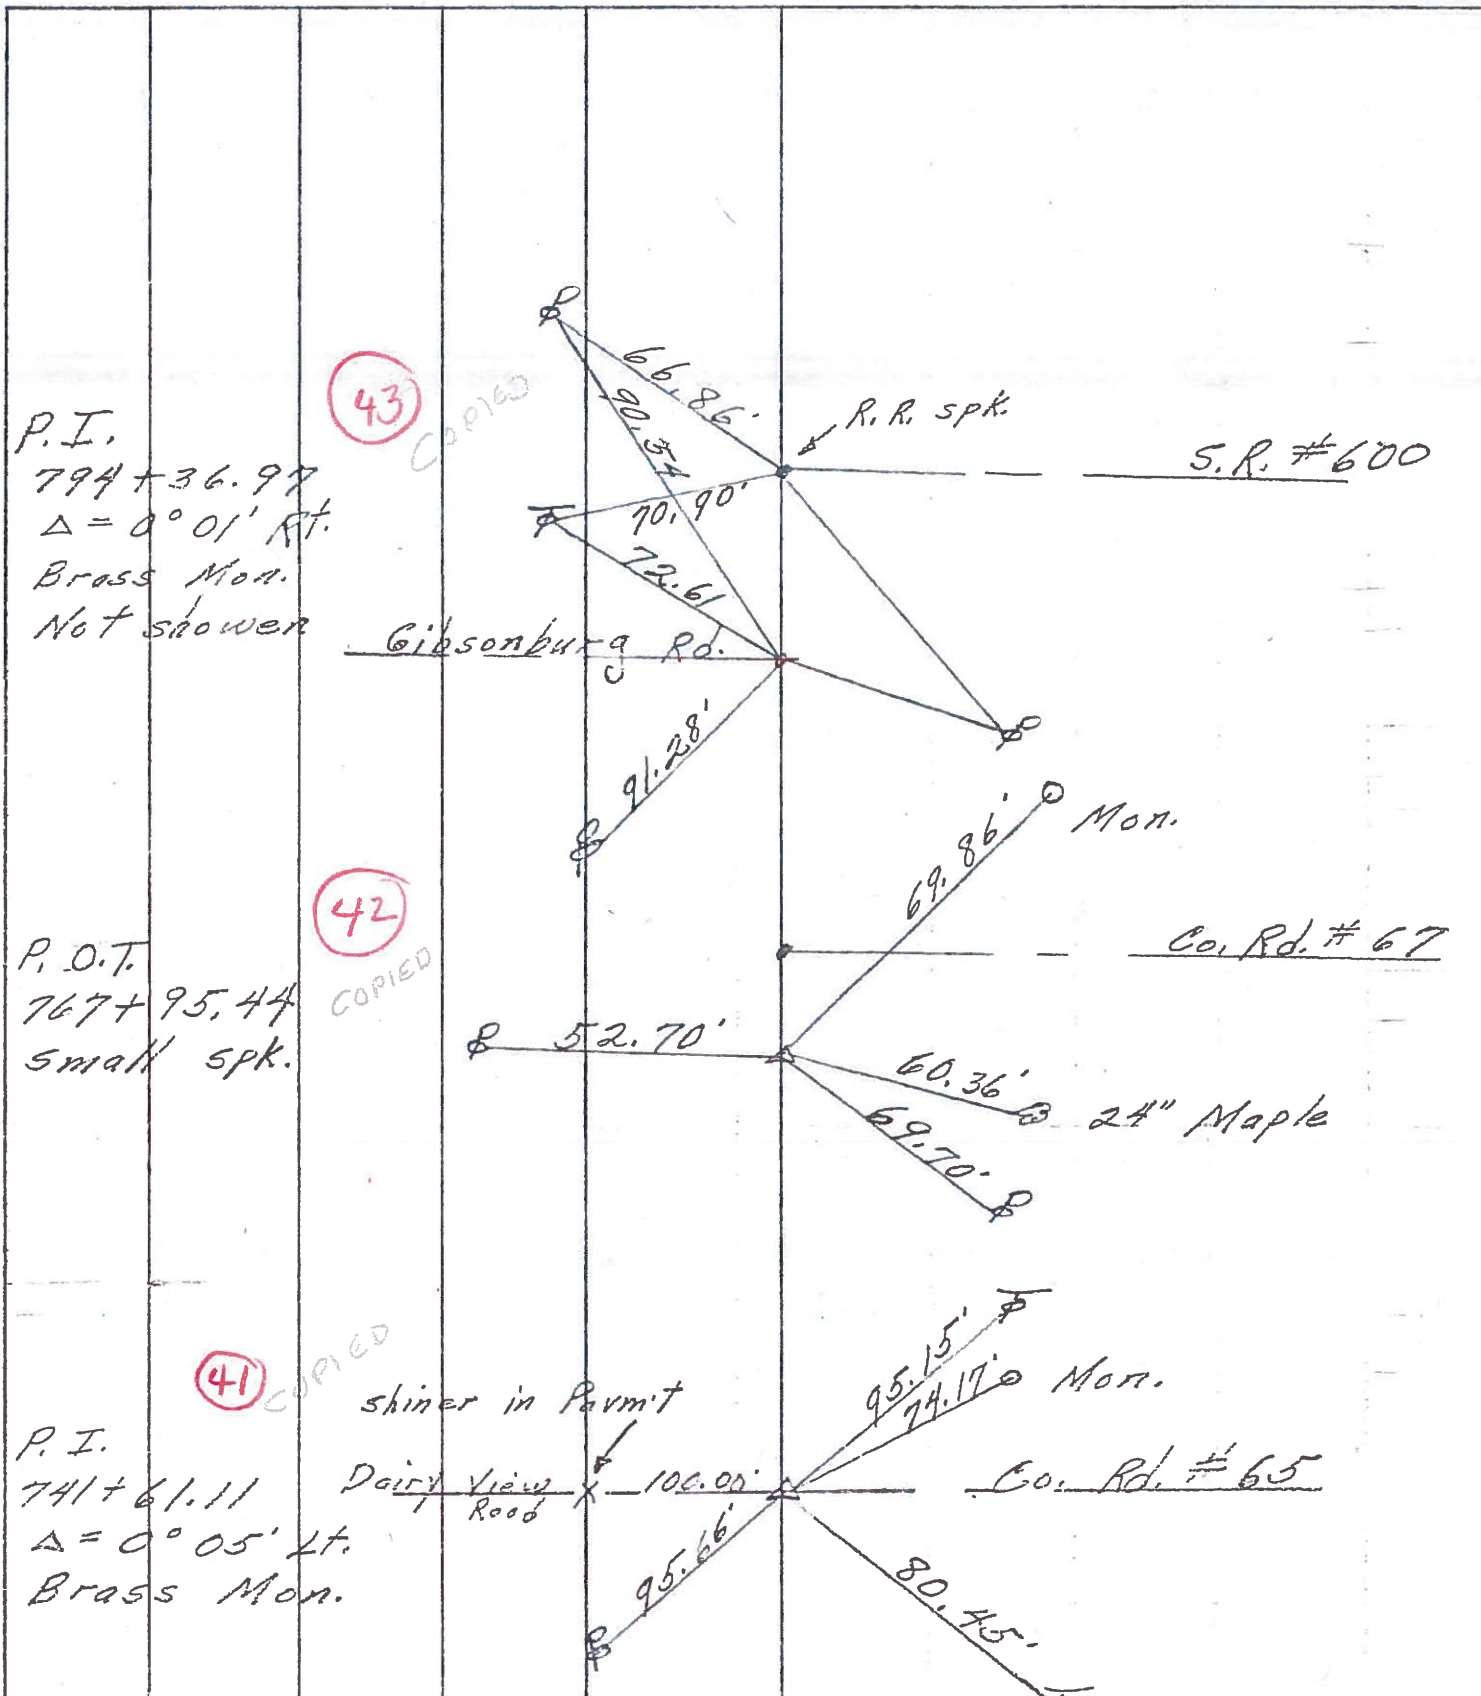 43
COPIED
P.I.
794+36.97
Δ = 0° 01' Rt.
Brass Mon.
Not shower
66.86'
90.54
R.R. spk.
S.R. #600
70.90'
72.61
Gibsonburg Rd.
91.28'
42
COPIED
P.O.T.
767+95.44
small spk.
69.86'
Mon.
Co. Rd. # 67
52.70'
60.36'
24" Maple
69.70'
41
COPIED
P.I.
741+61.11
Δ = 0° 05' Lt.
Brass Mon.
shiner in Pavm't
Dairy View
Road
100.00'
95.15'
74.17'
Mon.
Co. Rd. # 65
95.66'
80.45'